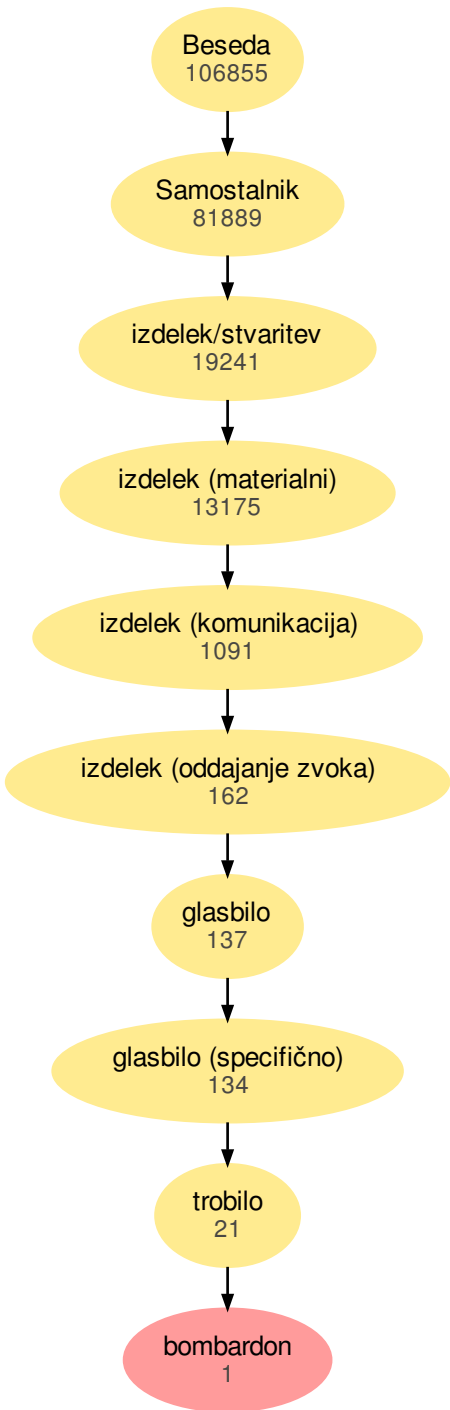 Beseda
106855
Samostalnik
81889
izdelek/stvaritev
19241
izdelek (materialni)
13175
izdelek (komunikacija)
1091
izdelek (oddajanje zvoka)
162
glasbilo
137
glasbilo (specifično)
134
trobilo
21
bombardon
1